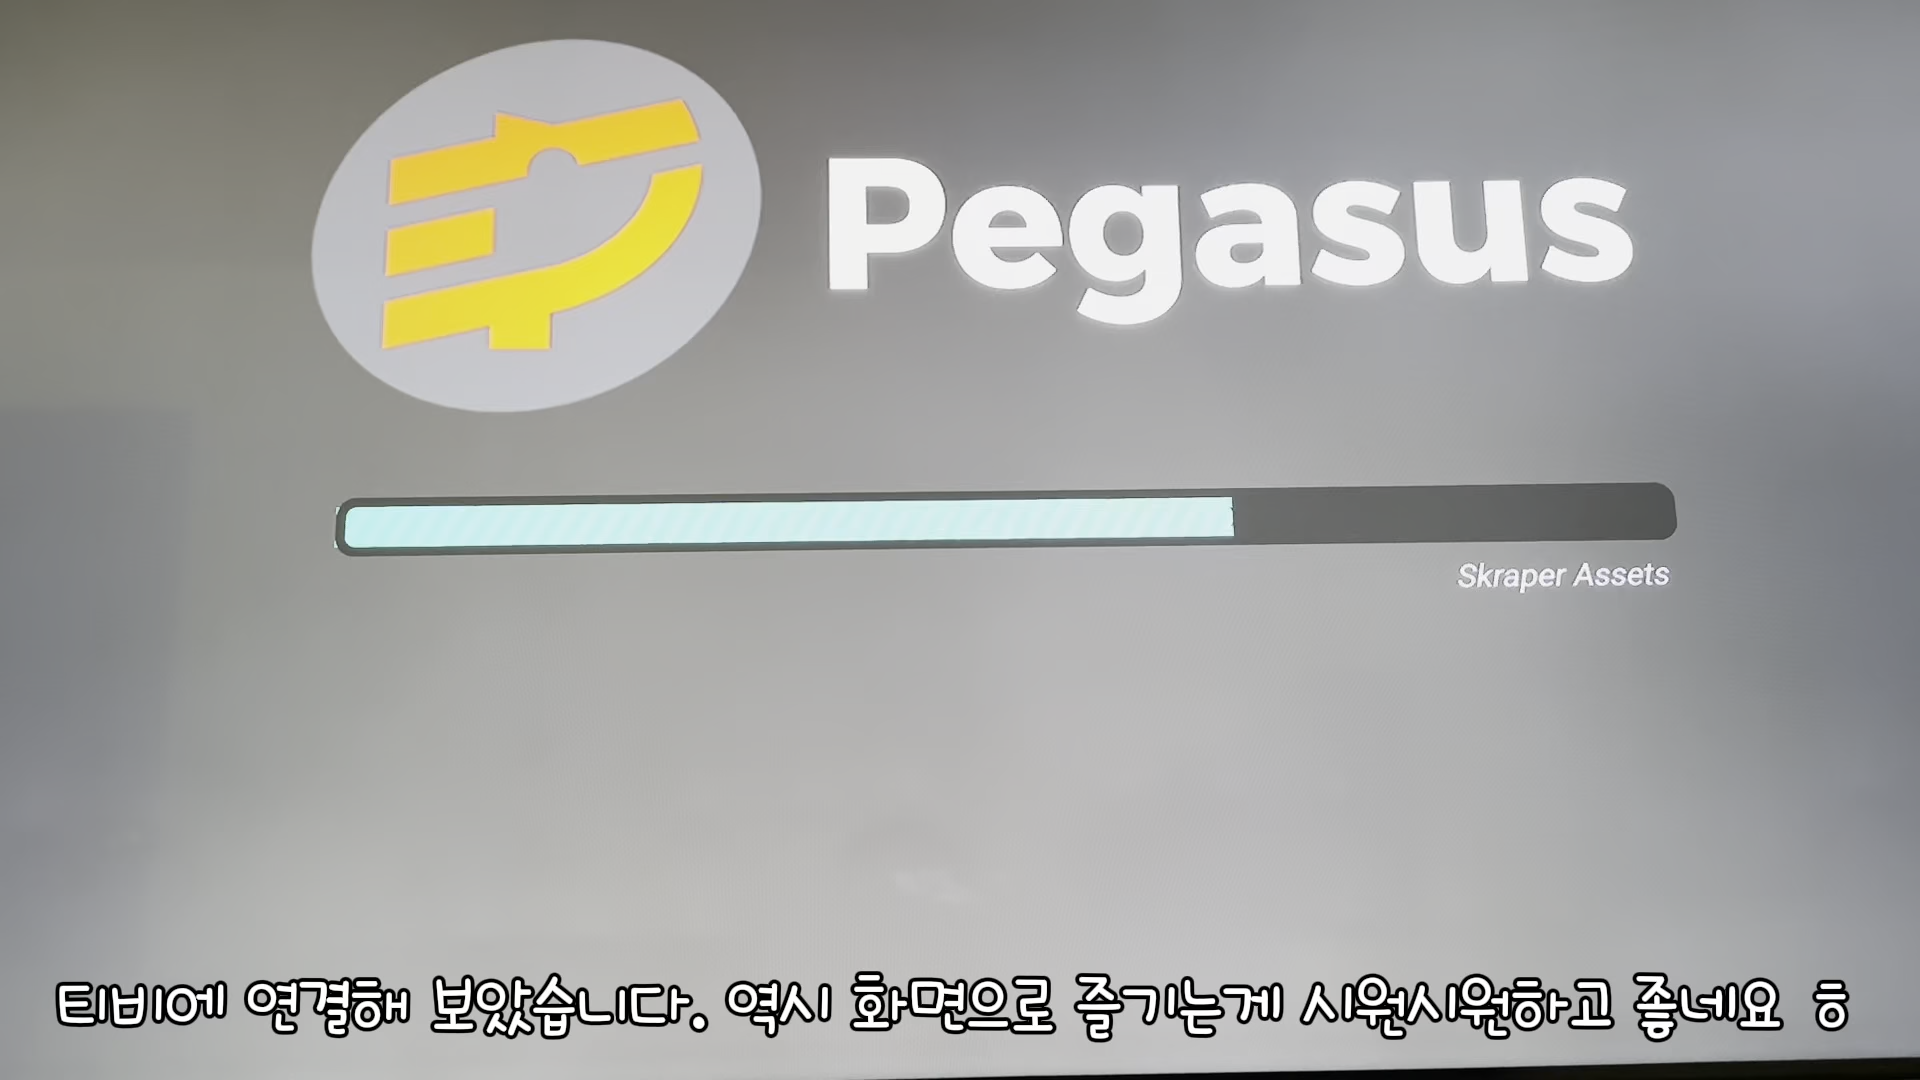 Pegasus
Skraper Assets
티비에 연결해 보았습니다. 역시 화면으로 즐기는게 시원시원하고 좋네요 ㅎ